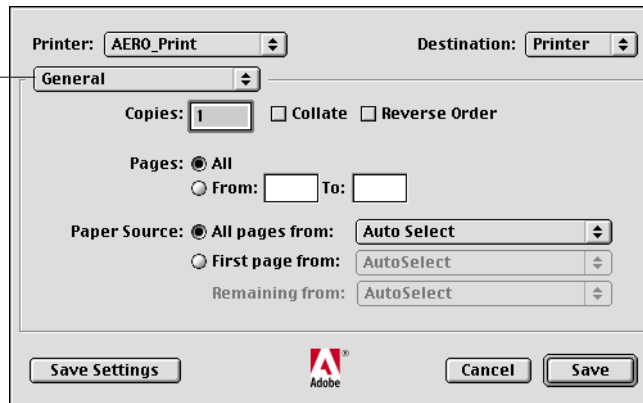 Printer: AERO_Print Destination: Printer
General
Copies: 1 Collate Reverse Order
Pages: All
From: To:
Paper Source: All pages from: Auto Select
First page from: AutoSelect
Remaining from: AutoSelect
Save Settings Adobe® Cancel Save